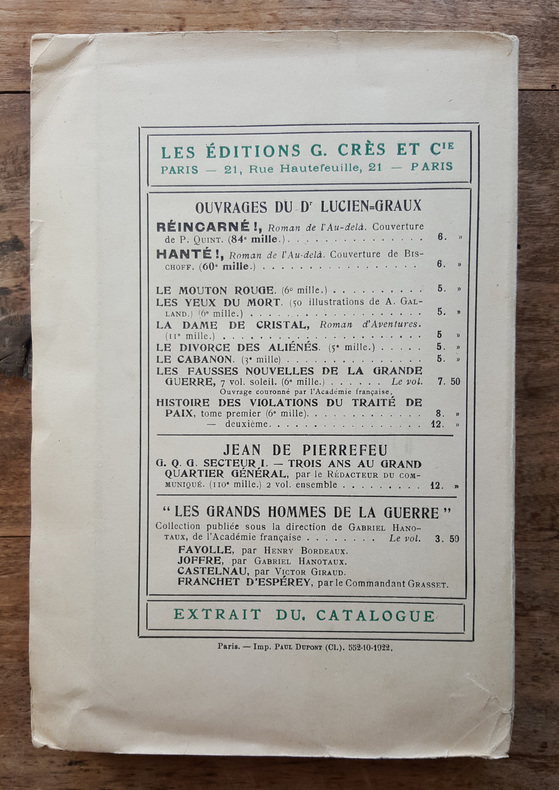 LES ÉDITIONS G. CRÈS ET Cᴵᴱ
PARIS — 21, Rue Hautefeuille, 21 — PARIS
OUVRAGES DU Dʳ LUCIEN=GRAUX
RÉINCARNÉ !, Roman de l'Au-delà. Couverture
de P. QUINT. (84ᵉ mille.) . . . . . . . . . . . . . . . . . 6. »
HANTÉ !, Roman de l'Au-delà. Couverture de BIS-
CHOFF. (60ᵉ mille.) . . . . . . . . . . . . . . . . . . . . 6. »
LE MOUTON ROUGE. (6ᵉ mille.) . . . . . . . . . . . . . 5. »
LES YEUX DU MORT. (50 illustrations de A. GAL-
LAND.) (6ᵉ mille.) . . . . . . . . . . . . . . . . . . . . . 5. »
LA DAME DE CRISTAL, Roman d'Aventures.
(11ᵉ mille.) . . . . . . . . . . . . . . . . . . . . . . . . 5 »
LE DIVORCE DES ALIÉNÉS. (5ᵉ mille.) . . . . . 5. »
LE CABANON. (3ᵉ mille) . . . . . . . . . . . . . . . . . 5. »
LES FAUSSES NOUVELLES DE LA GRANDE
GUERRE, 7 vol. soleil. (6ᵉ mille.) . . . . . . Le vol. 7. 50
Ouvrage couronné par l'Académie française.
HISTOIRE DES VIOLATIONS DU TRAITÉ DE
PAIX, tome premier (6ᵉ mille). . . . . . . . . . . . . . 8. »
— deuxième. . . . . . . . . . . . . . . . . . . 12. »
JEAN DE PIERREFEU
G. Q. G. SECTEUR I. — TROIS ANS AU GRAND
QUARTIER GÉNÉRAL, par le RÉDACTEUR DU COM-
MUNIQUÉ. (110ᵉ mille.) 2 vol. ensemble . . . . . . . . . 12. »
" LES GRANDS HOMMES DE LA GUERRE "
Collection publiée sous la direction de GABRIEL HANO-
TAUX, de l'Académie française . . . . . . . . Le vol. 3. 50
FAYOLLE, par HENRY BORDEAUX.
JOFFRE, par GABRIEL HANOTAUX.
CASTELNAU, par VICTOR GIRAUD.
FRANCHET D'ESPÉREY, par le Commandant GRASSET.
EXTRAIT DU CATALOGUE
Paris. — Imp. PAUL DUPONT (Cl.). 552-10-1922.